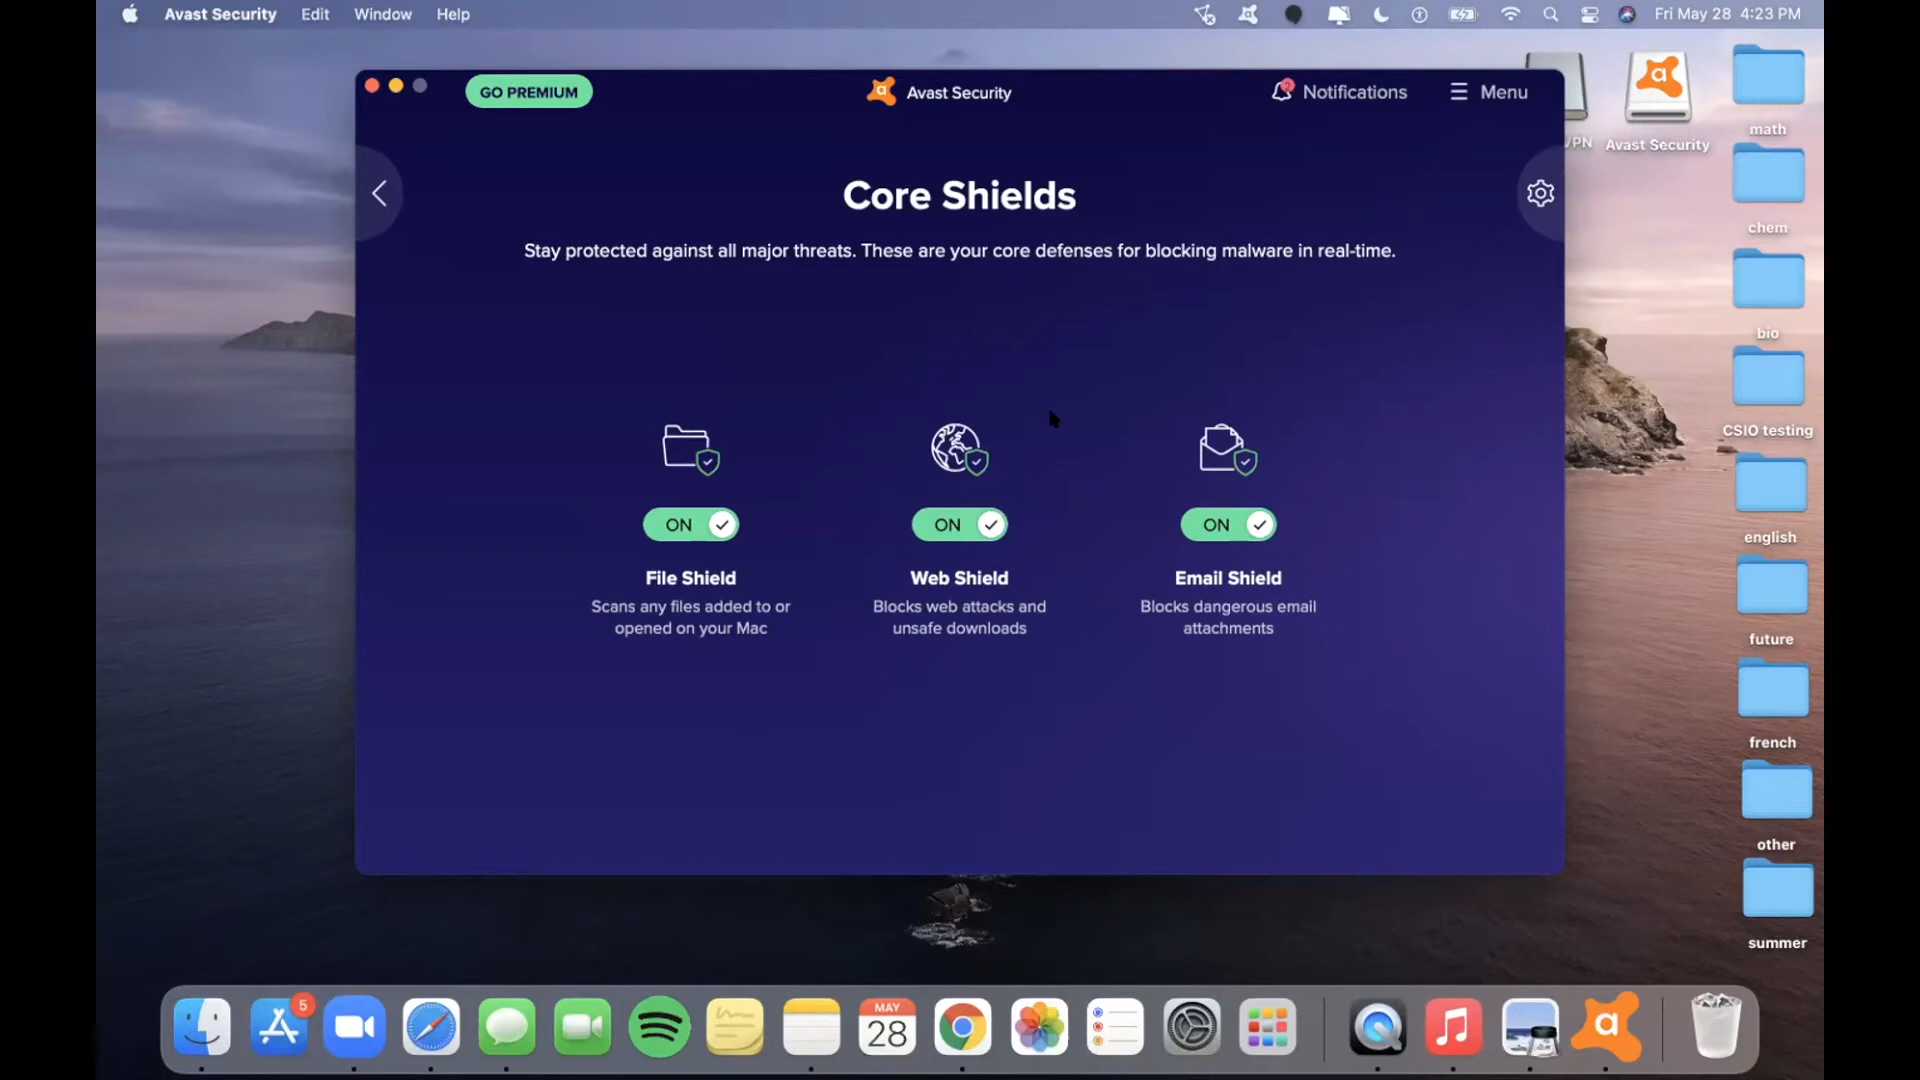 Avast Security Edit Window Help
Fri May 28 4:23 PM
GO PREMIUM
a Avast Security
Notifications
Menu
Core Shields
Stay protected against all major threats. These are your core defenses for blocking malware in real-time.
ON
File Shield
Scans any files added to or
opened on your Mac
ON
Web Shield
Blocks web attacks and
unsafe downloads
ON
Email Shield
Blocks dangerous email
attachments
VPN
a
Avast Security
math
chem
bio
CSIO testing
english
future
french
other
summer
5
MAY
28
a